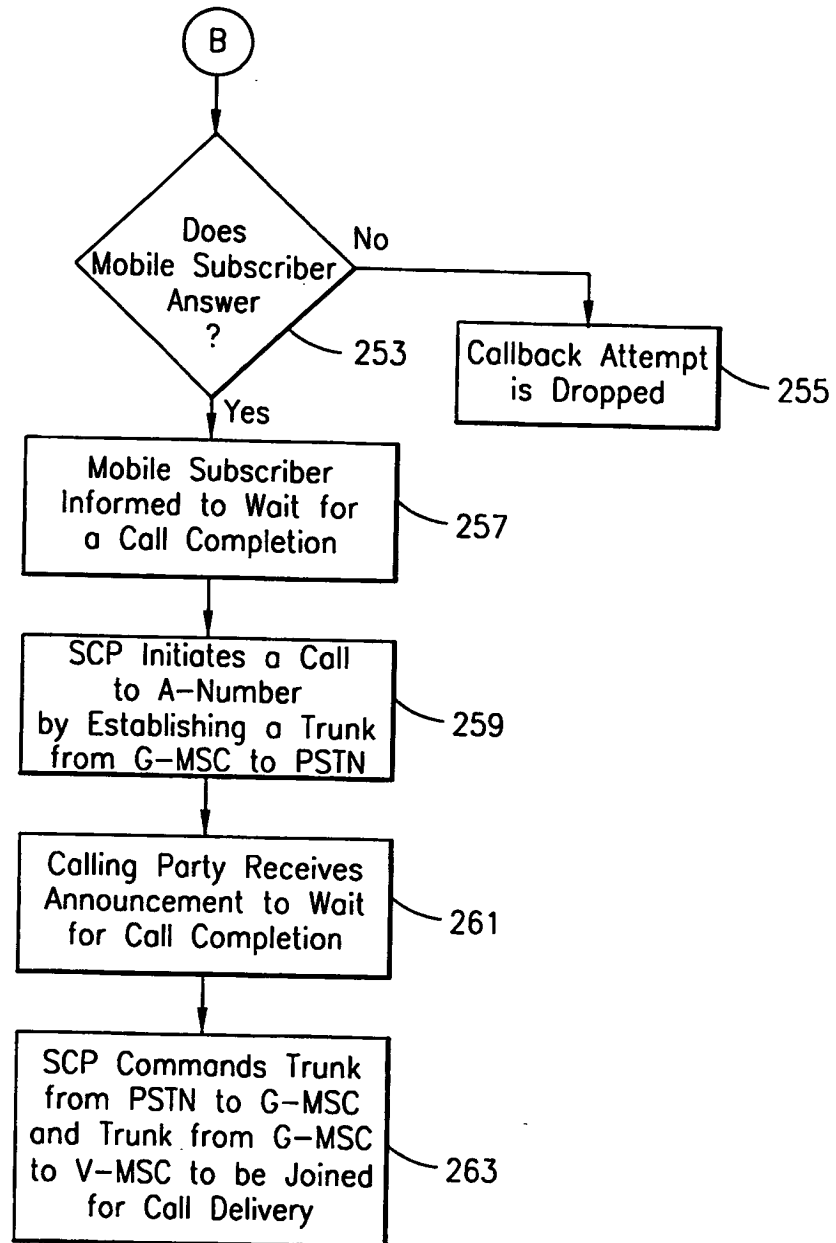 B
Does
Mobile Subscriber
Answer
?
No
253
Callback Attempt
is Dropped
255
Yes
Mobile Subscriber
Informed to Wait for
a Call Completion
257
SCP Initiates a Call
to A-Number
by Establishing a Trunk
from G-MSC to PSTN
259
Calling Party Receives
Announcement to Wait
for Call Completion
261
SCP Commands Trunk
from PSTN to G-MSC
and Trunk from G-MSC
to V-MSC to be Joined
for Call Delivery
263